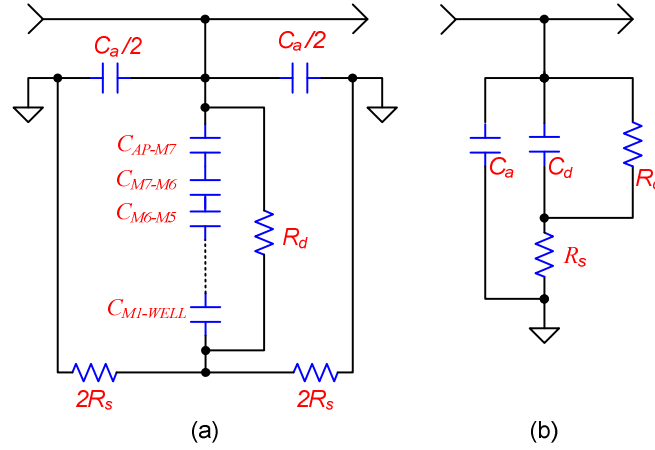 Ca/2
Ca/2
CAP-M7
CM7-M6
CM6-M5
Rd
CM1-WELL
2Rs
2Rs
(a)
Ca
Cd
Rs
(b)